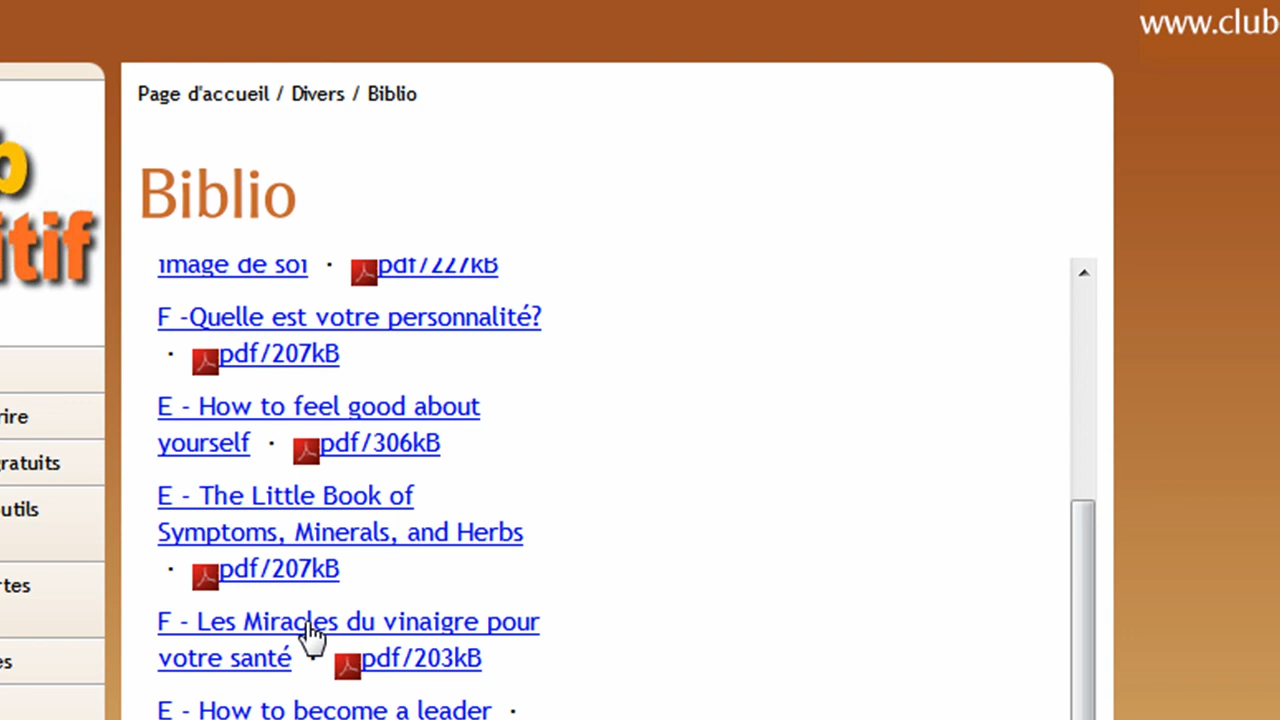 www.club
Page d'accueil / Divers / Biblio
b
itif
Biblio
image de soi · pdf/227kB
F -Quelle est votre personnalité?
· pdf/207kB
E - How to feel good about
yourself · pdf/306kB
E - The Little Book of
Symptoms, Minerals, and Herbs
· pdf/207kB
F - Les Miracles du vinaigre pour
votre santé · pdf/203kB
E - How to become a leader ·
rire
gratuits
utils
rtes
es